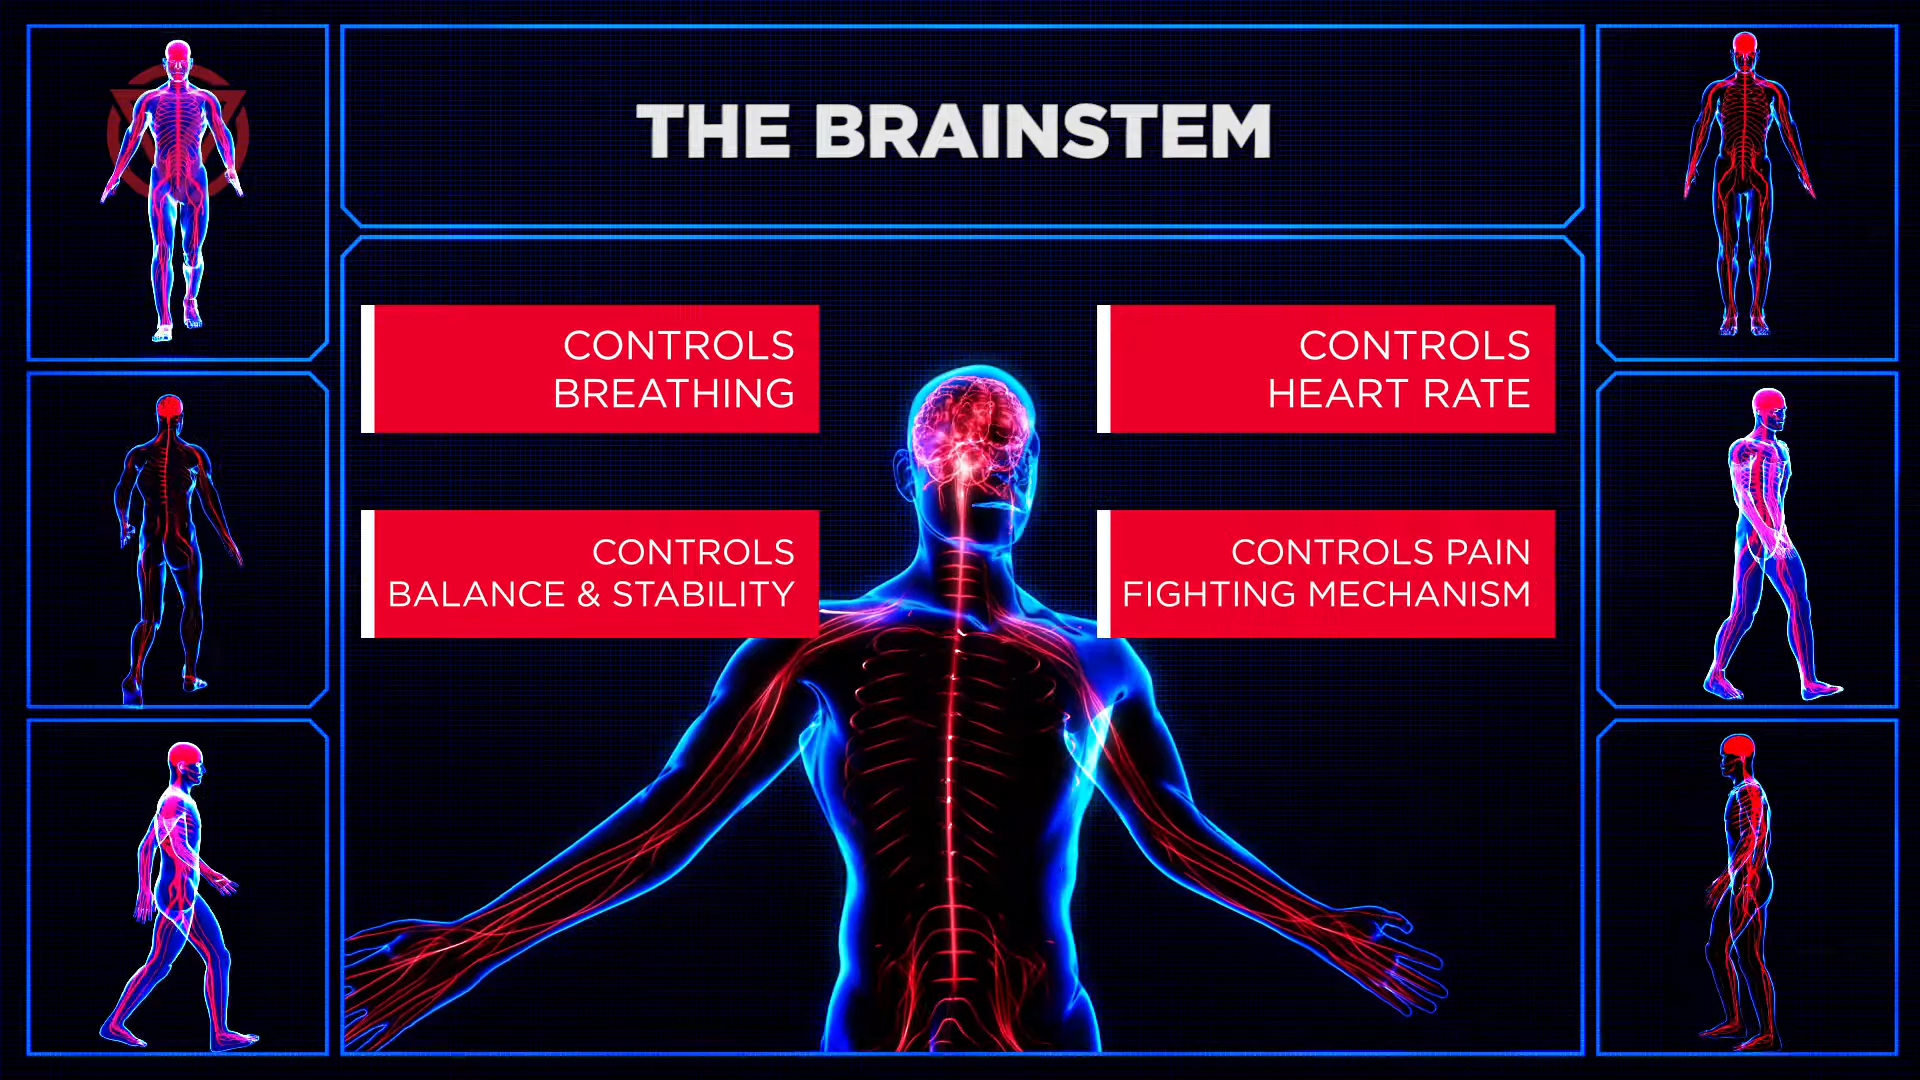 THE BRAINSTEM
CONTROLS
BREATHING
CONTROLS
HEART RATE
CONTROLS
BALANCE & STABILITY
CONTROLS PAIN
FIGHTING MECHANISM